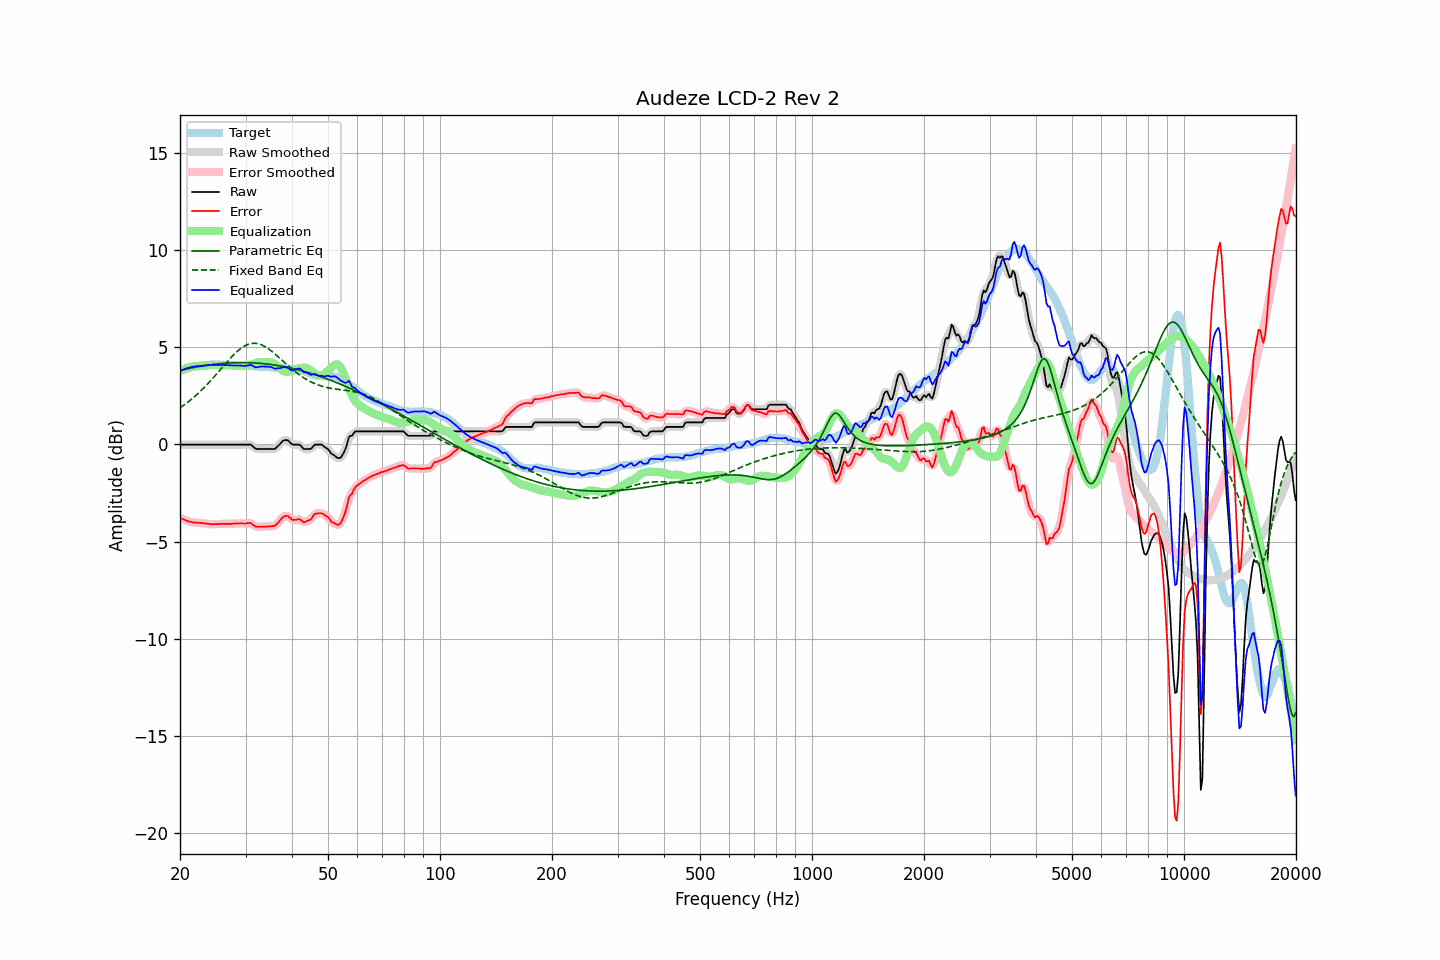 Audeze LCD-2 Rev 2
Target
Raw Smoothed
Error Smoothed
Raw
Error
Equalization
Parametric Eq
Fixed Band Eq
Equalized
15
10
5
0
−5
−10
−15
−20
Amplitude (dBr)
20 50 100 200 500 1000 2000 5000 10000 20000
Frequency (Hz)